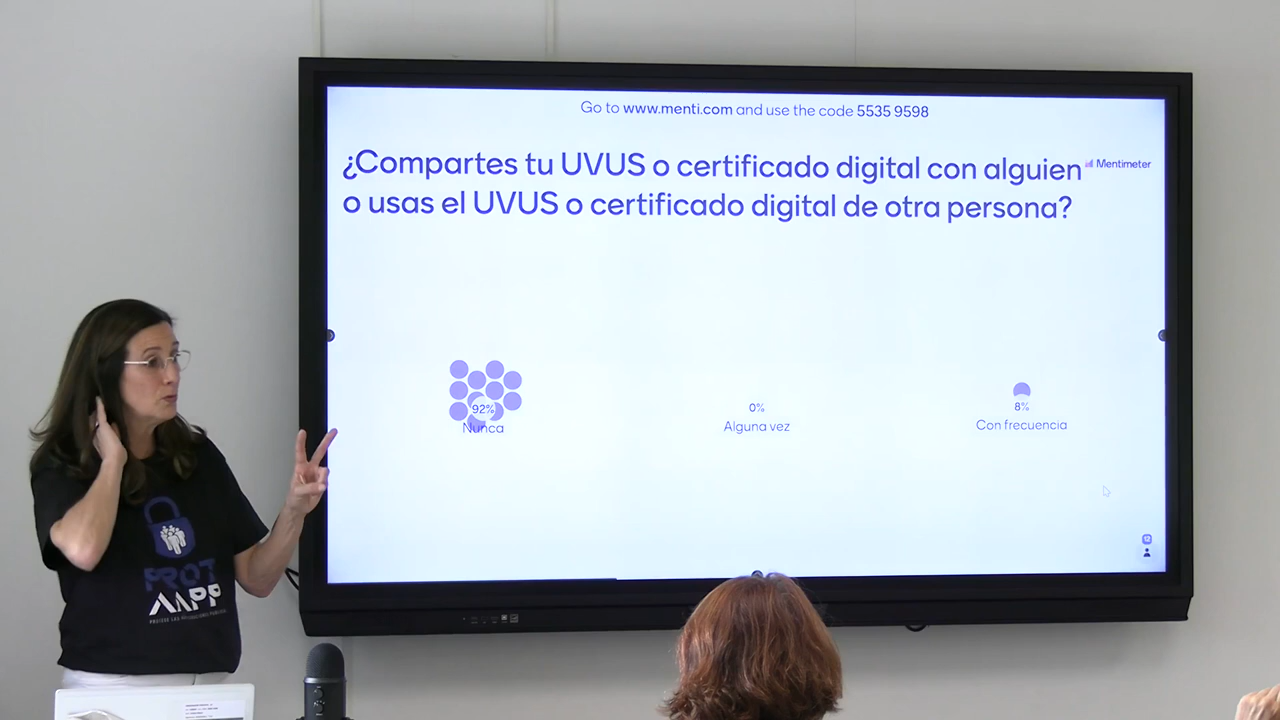 Go to www.menti.com and use the code 5535 9598
¿Compartes tu UVUS o certificado digital con alguien
o usas el UVUS o certificado digital de otra persona?
Mentimeter
92%
Nunca
0%
Alguna vez
8%
Con frecuencia
12
PROT
AAPP